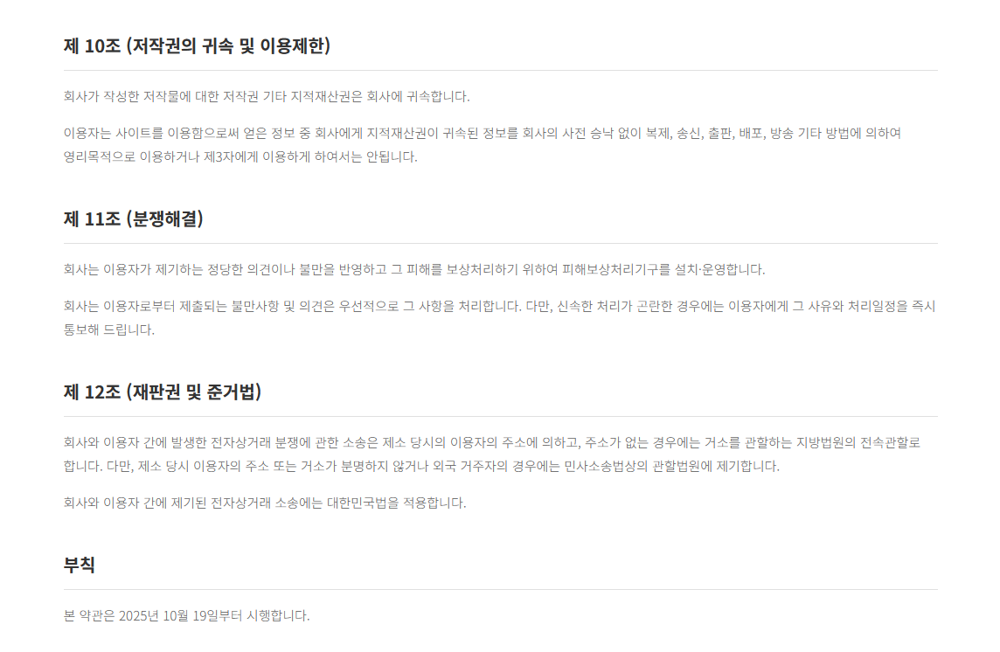 제 10조 (저작권의 귀속 및 이용제한)
회사가 작성한 저작물에 대한 저작권 기타 지적재산권은 회사에 귀속합니다.
이용자는 사이트를 이용함으로써 얻은 정보 중 회사에게 지적재산권이 귀속된 정보를 회사의 사전 승낙 없이 복제, 송신, 출판, 배포, 방송 기타 방법에 의하여
영리목적으로 이용하거나 제3자에게 이용하게 하여서는 안됩니다.
제 11조 (분쟁해결)
회사는 이용자가 제기하는 정당한 의견이나 불만을 반영하고 그 피해를 보상처리하기 위하여 피해보상처리기구를 설치·운영합니다.
회사는 이용자로부터 제출되는 불만사항 및 의견은 우선적으로 그 사항을 처리합니다. 다만, 신속한 처리가 곤란한 경우에는 이용자에게 그 사유와 처리일정을 즉시
통보해 드립니다.
제 12조 (재판권 및 준거법)
회사와 이용자 간에 발생한 전자상거래 분쟁에 관한 소송은 제소 당시의 이용자의 주소에 의하고, 주소가 없는 경우에는 거소를 관할하는 지방법원의 전속관할로
합니다. 다만, 제소 당시 이용자의 주소 또는 거소가 분명하지 않거나 외국 거주자의 경우에는 민사소송법상의 관할법원에 제기합니다.
회사와 이용자 간에 제기된 전자상거래 소송에는 대한민국법을 적용합니다.
부칙
본 약관은 2025년 10월 19일부터 시행합니다.